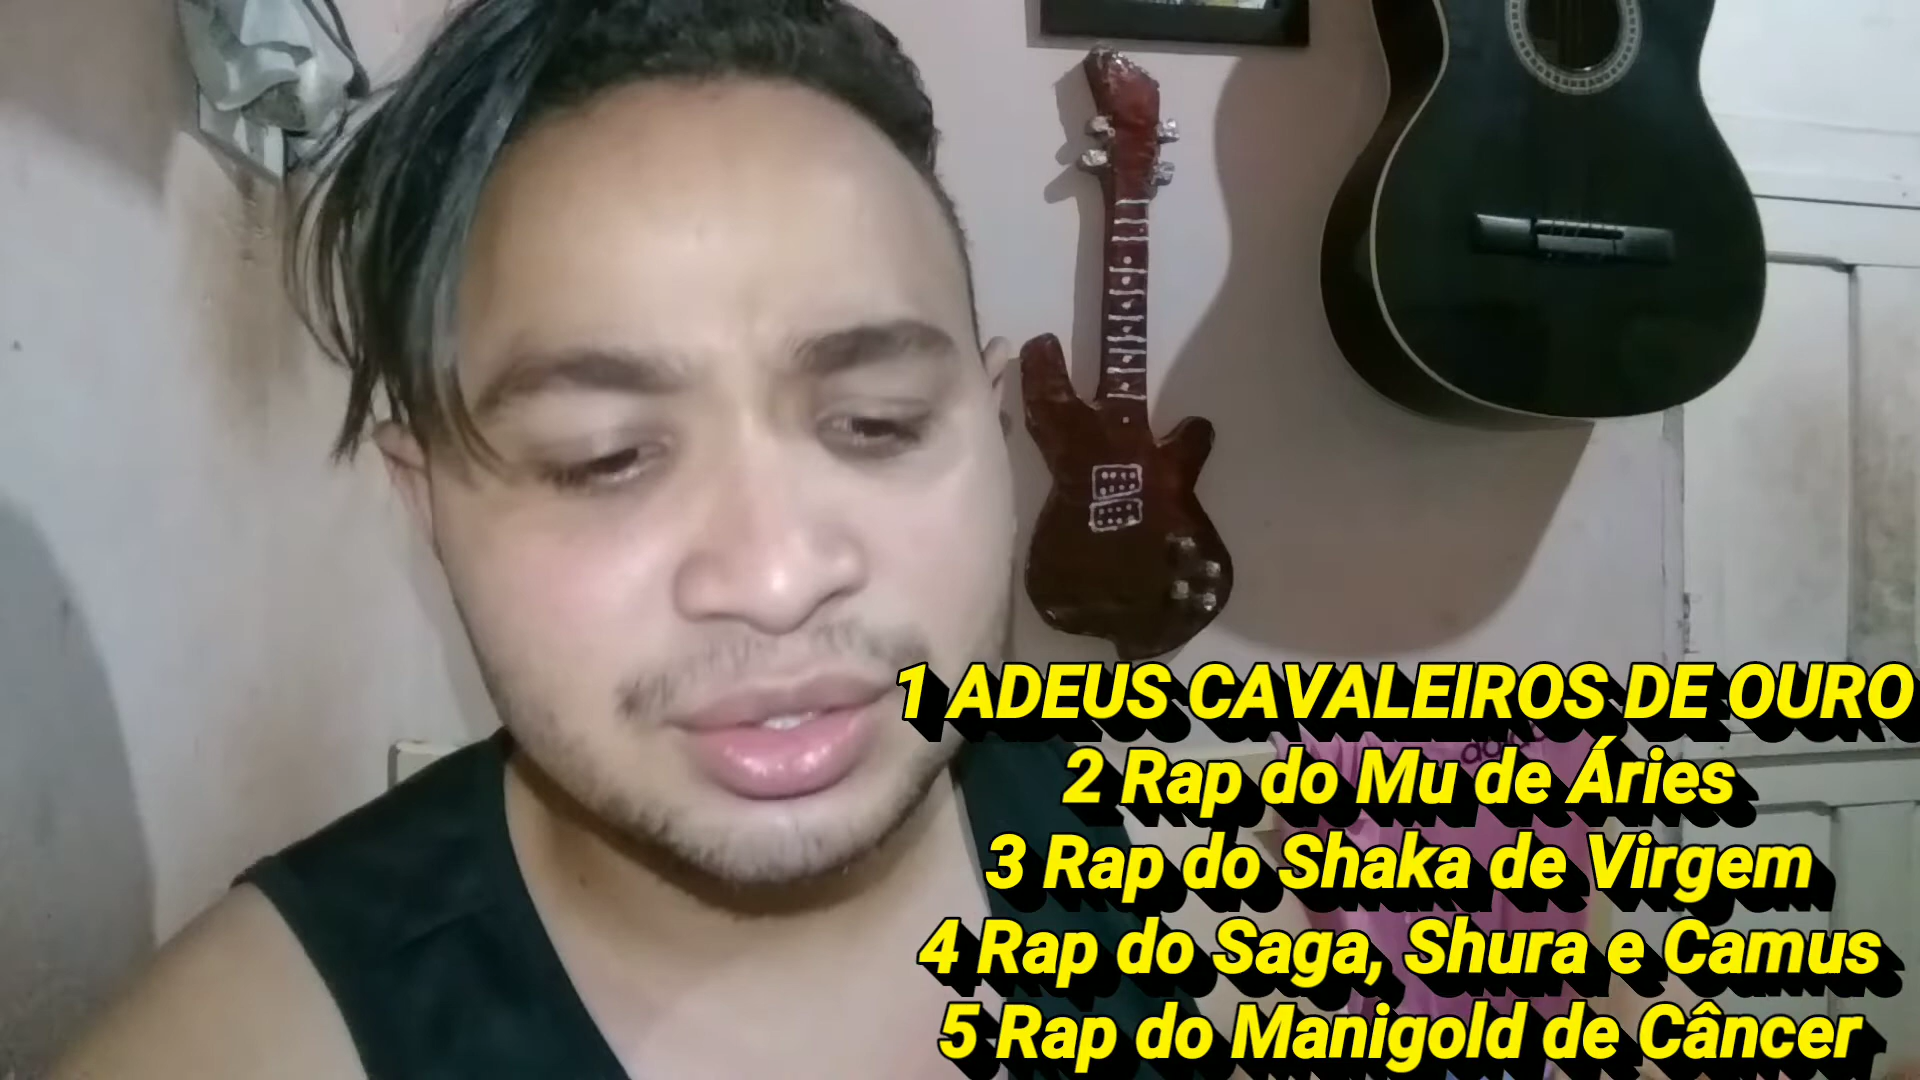 1 ADEUS CAVALEIROS DE OURO
2 Rap do Mu de Áries
3 Rap do Shaka de Virgem
4 Rap do Saga, Shura e Camus
5 Rap do Manigold de Câncer